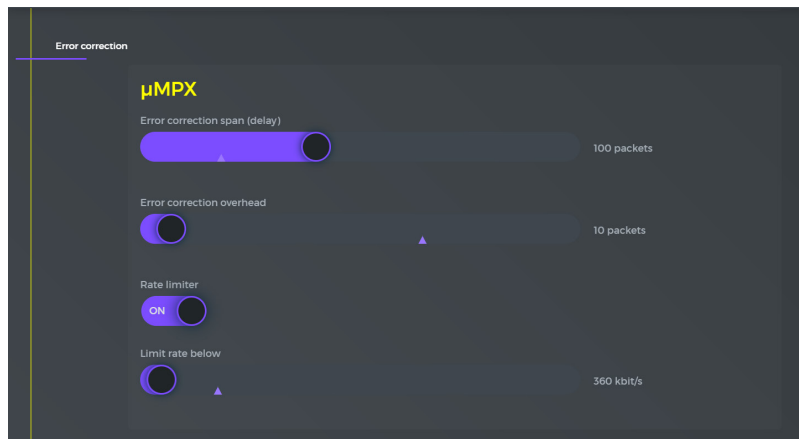 Error correction
µMPX
Error correction span (delay)
100 packets
Error correction overhead
10 packets
Rate limiter
ON
Limit rate below
360 kbit/s